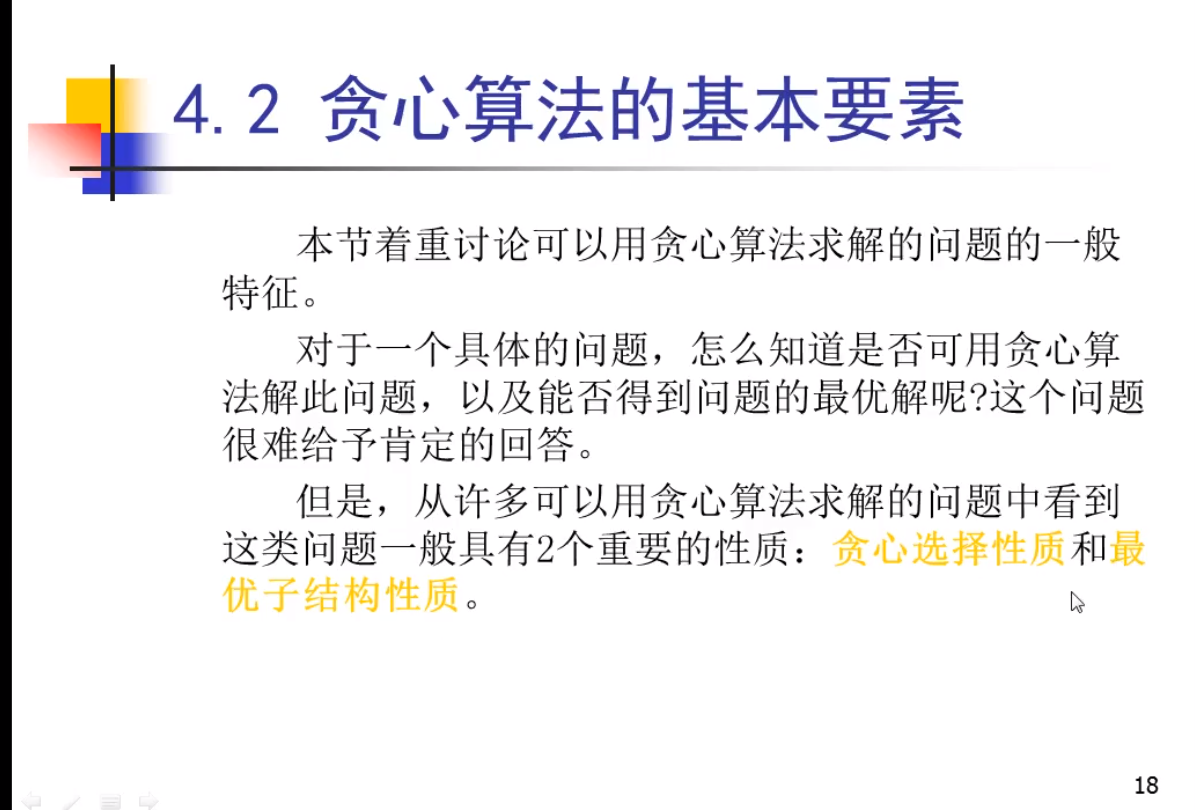 4.2 贪心算法的基本要素
本节着重讨论可以用贪心算法求解的问题的一般
特征。
对于一个具体的问题，怎么知道是否可用贪心算
法解此问题，以及能否得到问题的最优解呢?这个问题
很难给予肯定的回答。
但是，从许多可以用贪心算法求解的问题中看到
这类问题一般具有2个重要的性质：贪心选择性质和最
优子结构性质。
18